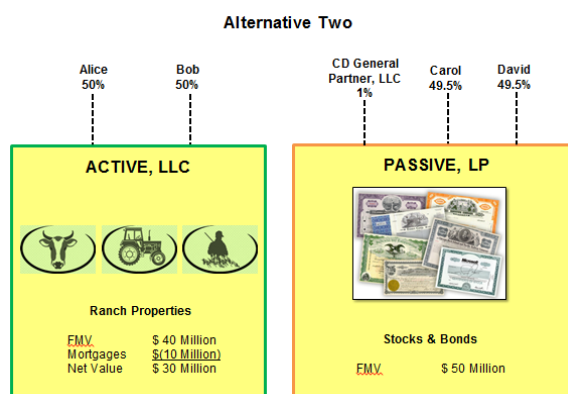 Alternative Two
Alice
50%
Bob
50%
CD General
Partner, LLC
1%
Carol
49.5%
David
49.5%
ACTIVE, LLC
Ranch Properties
FMV $ 40 Million
Mortgages $(10 Million)
Net Value $ 30 Million
PASSIVE, LP
Stocks & Bonds
FMV $ 50 Million